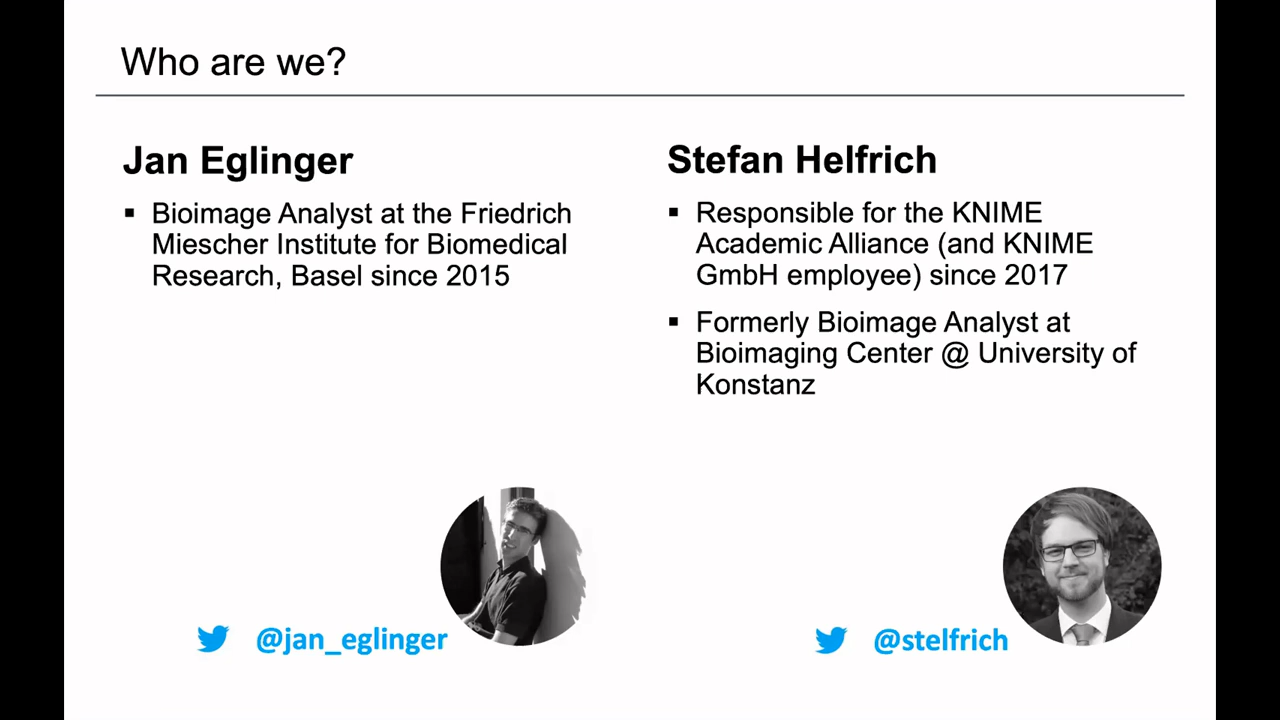 Who are we?
Jan Eglinger
▪ Bioimage Analyst at the Friedrich
Miescher Institute for Biomedical
Research, Basel since 2015
@jan_eglinger
Stefan Helfrich
▪ Responsible for the KNIME
Academic Alliance (and KNIME
GmbH employee) since 2017
▪ Formerly Bioimage Analyst at
Bioimaging Center @ University of
Konstanz
@stelfrich